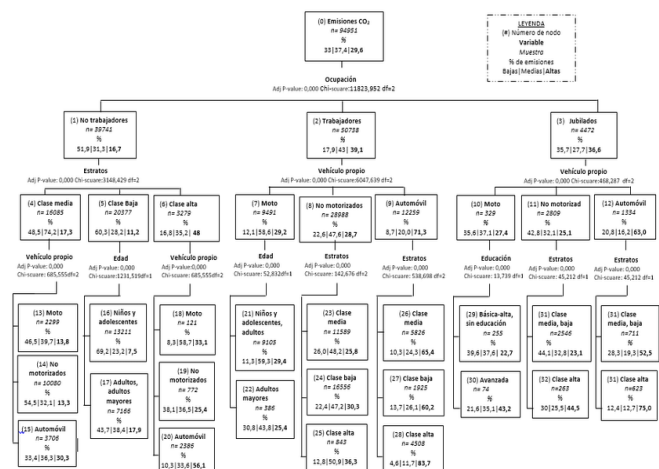 (0) Emisiones CO₂
n= 94951
%
33|37,4|29,6
LEYENDA
(#) Número de nodo
Variable
Muestra
% de emisiones
Bajas|Medias|Altas
Ocupación
Adj P-value: 0,000 Chi-scuare:11823,952 df=2
(1) No trabajadores
n= 39741
%
51,9|31,3|16,7
(2) Trabajadores
n= 50738
%
17,9|43| 39,1
(3) Jubilados
n= 4472
%
35,7|27,7|36,6
Estratos
Adj P-value: 0,000 Chi-scuare:3148,429 df=2
Vehículo propio
Adj P-value: 0,000 Chi-scuare:6047,639 df=2
Vehículo propio
Adj P-value: 0,000 Chi-scuare:468,287 df=2
(4) Clase media
n= 16085
%
48,5|74,2|17,3
(5) Clase Baja
n= 20377
%
60,3|28,2|11,2
(6) Clase alta
n= 3279
%
16,8|35,2| 48
(7) Moto
n= 9491
%
12,1|58,6|29,2
(8) No motorizados
n= 28988
%
22,6|47,6|28,7
(9) Automóvil
n= 12259
%
8,7|20,0|71,3
(10) Moto
n= 329
%
35,6|37,1|27,4
(11) No motorizad
n= 2809
%
42,8|32,1|25,1
(12) Automóvil
n= 1334
%
20,8|16,2|63,0
Vehículo propio
Adj P-value: 0,000
Chi-scuare: 685,555df=2
Edad
Adj P-value: 0,000
Chi-scuare:1231,519df=1
Vehículo propio
Adj P-value: 0,000
Chi-scuare: 685,555df=2
Edad
Adj P-value: 0,000
Chi-scuare: 52,832df=1
Estratos
Adj P-value: 0,000
Chi-scuare: 142,676 df=2
Estratos
Adj P-value: 0,000
Chi-scuare: 538,698 df=2
Educación
Adj P-value: 0,000
Chi-scuare: 13,739 df=1
Estratos
Adj P-value: 0,000
Chi-scuare: 45,212 df=1
Estratos
Adj P-value: 0,000
Chi-scuare: 45,212 df=1
(13) Moto
n= 2299
%
46,5|39,7|13,8
(16) Niños y
adolescentes
n= 13211
%
69,2|23,2|7,5
(18) Moto
n= 121
%
8,3|58,7|33,1
(21) Niños y
adolescentes,
adultos
n= 9105
%
11,3|59,3|29,4
(23) Clase
media
n= 11589
%
26,0|48,2|25,8
(26) Clase
media
n= 5826
%
10,3|24,3|65,4
(29) Básica-alta,
sin educación
n= 255
%
39,6|37,6| 22,7
(31) Clase
media, baja
n=2546
%
44,1|32,8|23,1
(31) Clase
media, baja
n=711
%
28,3|19,3|52,5
(14) No
motorizados
n= 10080
%
54,5|32,1| 13,3
(17) Adultos,
adultos
mayores
n= 7166
%
43,7|38,4|17,9
(19) No
motorizados
n= 772
%
38,1|36,5|25,4
(22) Adultos
mayores
n= 386
%
30,8|43,8|25,4
(24) Clase baja
n= 16556
%
22,4|47,2|30,3
(27) Clase baja
n= 1925
%
13,7|26,1|60,2
(30) Avanzada
n= 74
%
21,6|35,1|43,2
(32) Clase alta
n=263
%
30|25,5|44,5
(31) Clase alta
n=623
%
12,4|12,7|75,0
(15) Automóvil
n= 3706
%
33,4|36,3|30,3
(20) Automóvil
n= 2386
%
10,3|33,6|56,1
(25) Clase alta
n= 843
%
12,8|50,9|36,3
(28) Clase alta
n= 4508
%
4,6|11,7|83,7